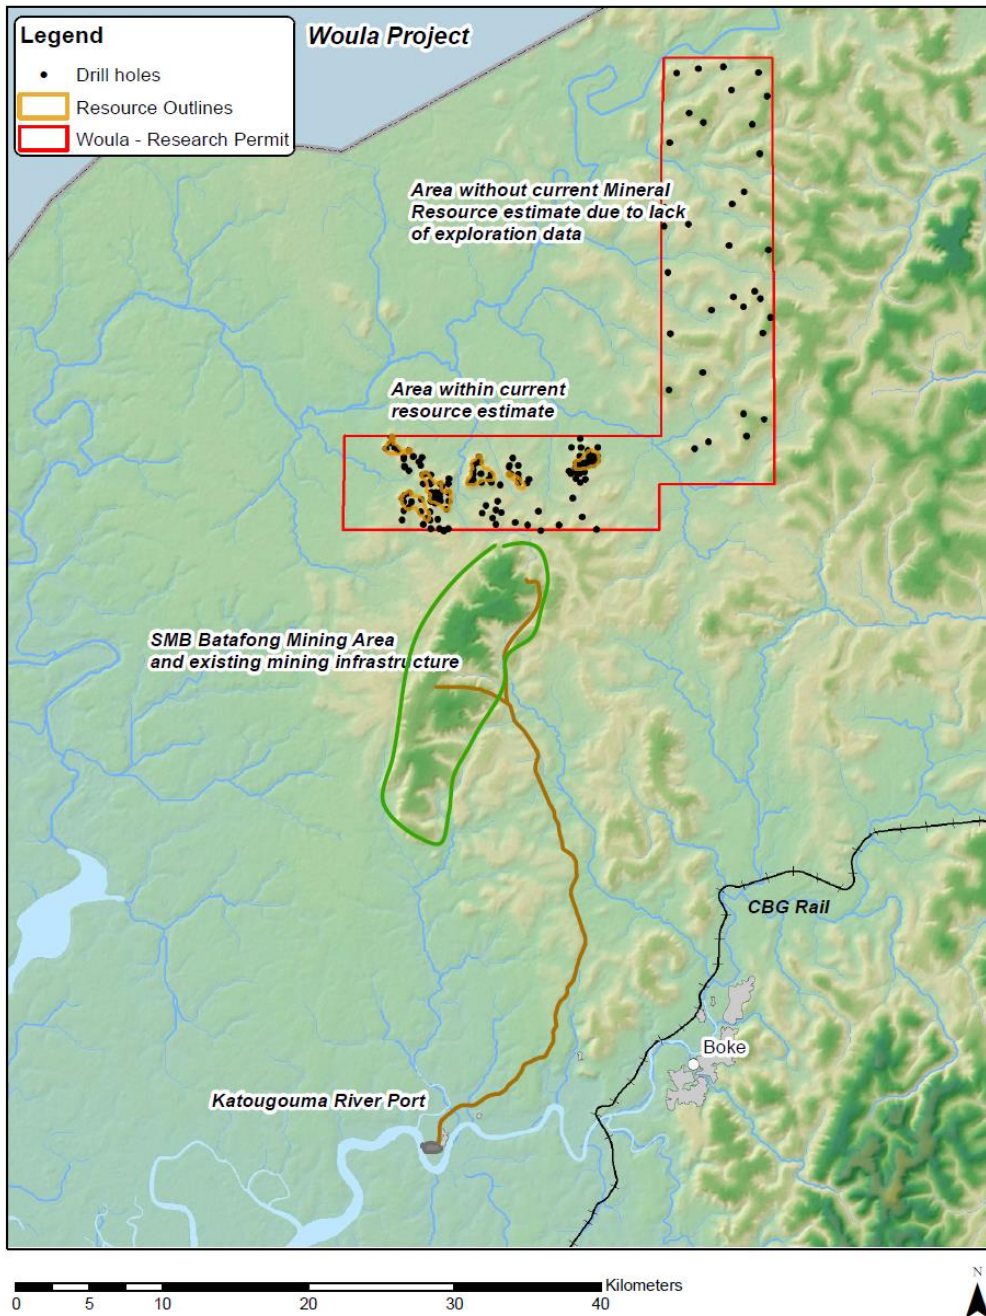 Legend
Drill holes
Resource Outlines
Woula - Research Permit
Woula Project
Area without current Mineral
Resource estimate due to lack
of exploration data
Area within current
resource estimate
SMB Batafong Mining Area
and existing mining infrastructure
CBG Rail
Boke
Katougouma River Port
Kilometers
0 5 10 20 30 40
N